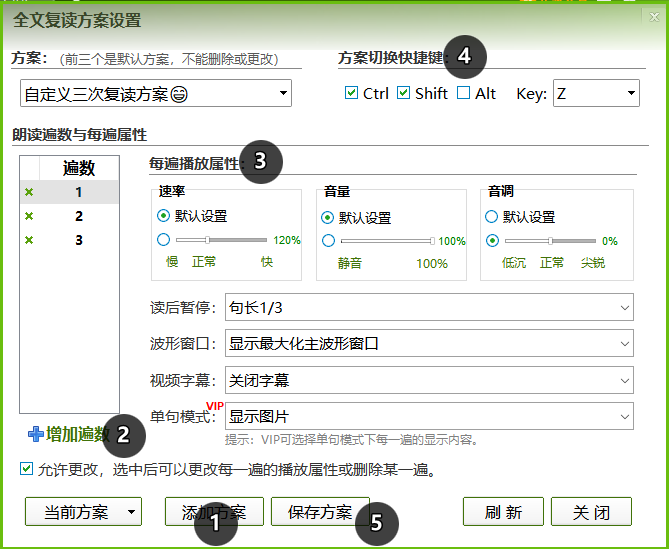 全文复读方案设置
方案：（前三个是默认方案，不能删除或更改）
方案切换快捷键： 4
自定义三次复读方案😄
Ctrl Shift Alt Key: Z
朗读遍数与每遍属性
遍数
1
2
3
每遍播放属性： 3
速率
默认设置
120%
慢 正常 快
音量
默认设置
100%
静音 100%
音调
默认设置
0%
低沉 正常 尖锐
读后暂停： 句长1/3
波形窗口： 显示最大化主波形窗口
视频字幕： 关闭字幕
单句模式： VIP 显示图片
提示：VIP可选择单句模式下每一遍的显示内容。
增加遍数 2
允许更改，选中后可以更改每一遍的播放属性或删除某一遍。
当前方案 添加方案 保存方案 刷 新 关 闭
1 5